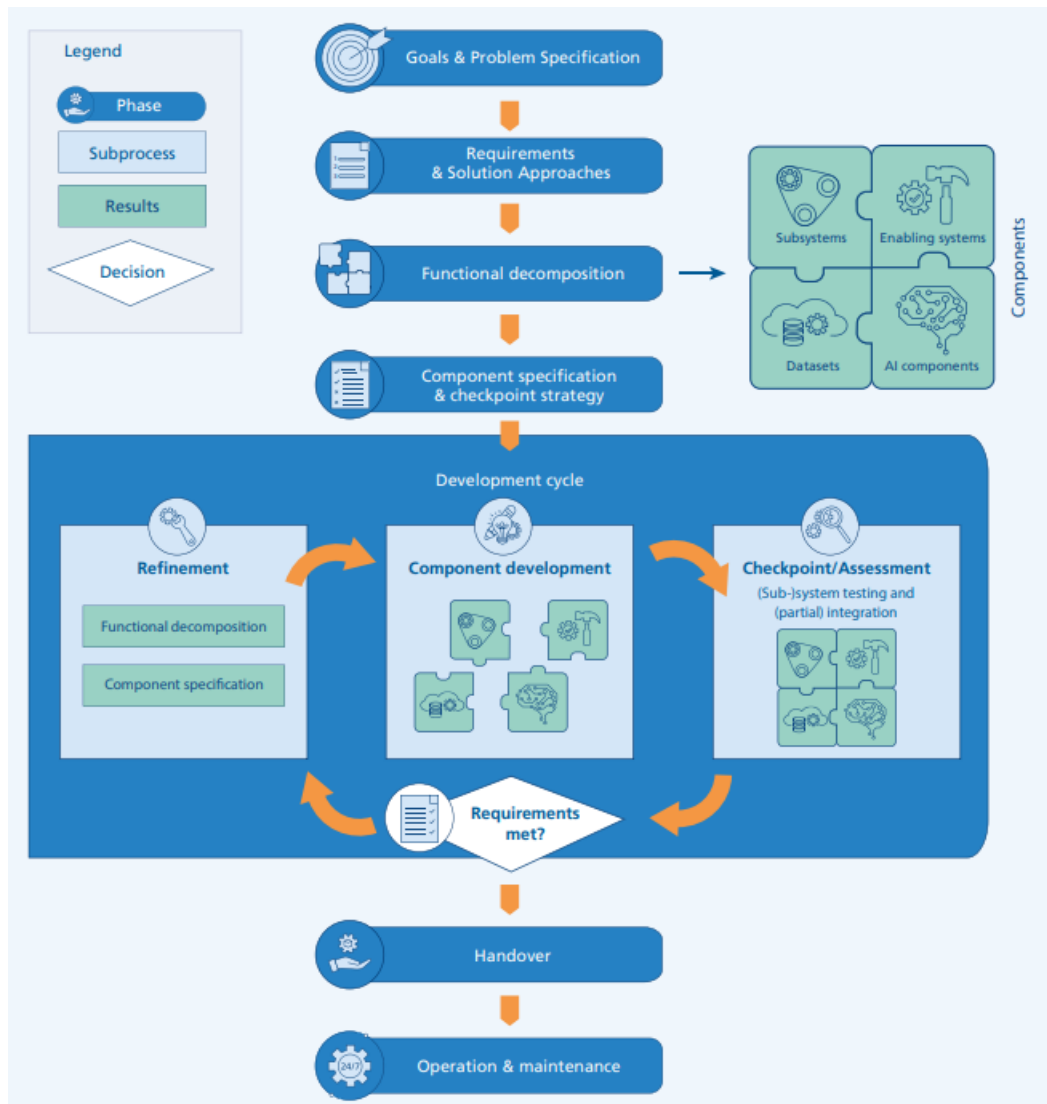 Legend
Phase
Subprocess
Results
Decision
Goals & Problem Specification
Requirements
& Solution Approaches
Functional decomposition
Subsystems
Enabling systems
Datasets
AI components
Components
Component specification
& checkpoint strategy
Development cycle
Refinement
Functional decomposition
Component specification
Component development
Checkpoint/Assessment
(Sub-)system testing and
(partial) integration
Requirements
met?
Handover
24/7
Operation & maintenance